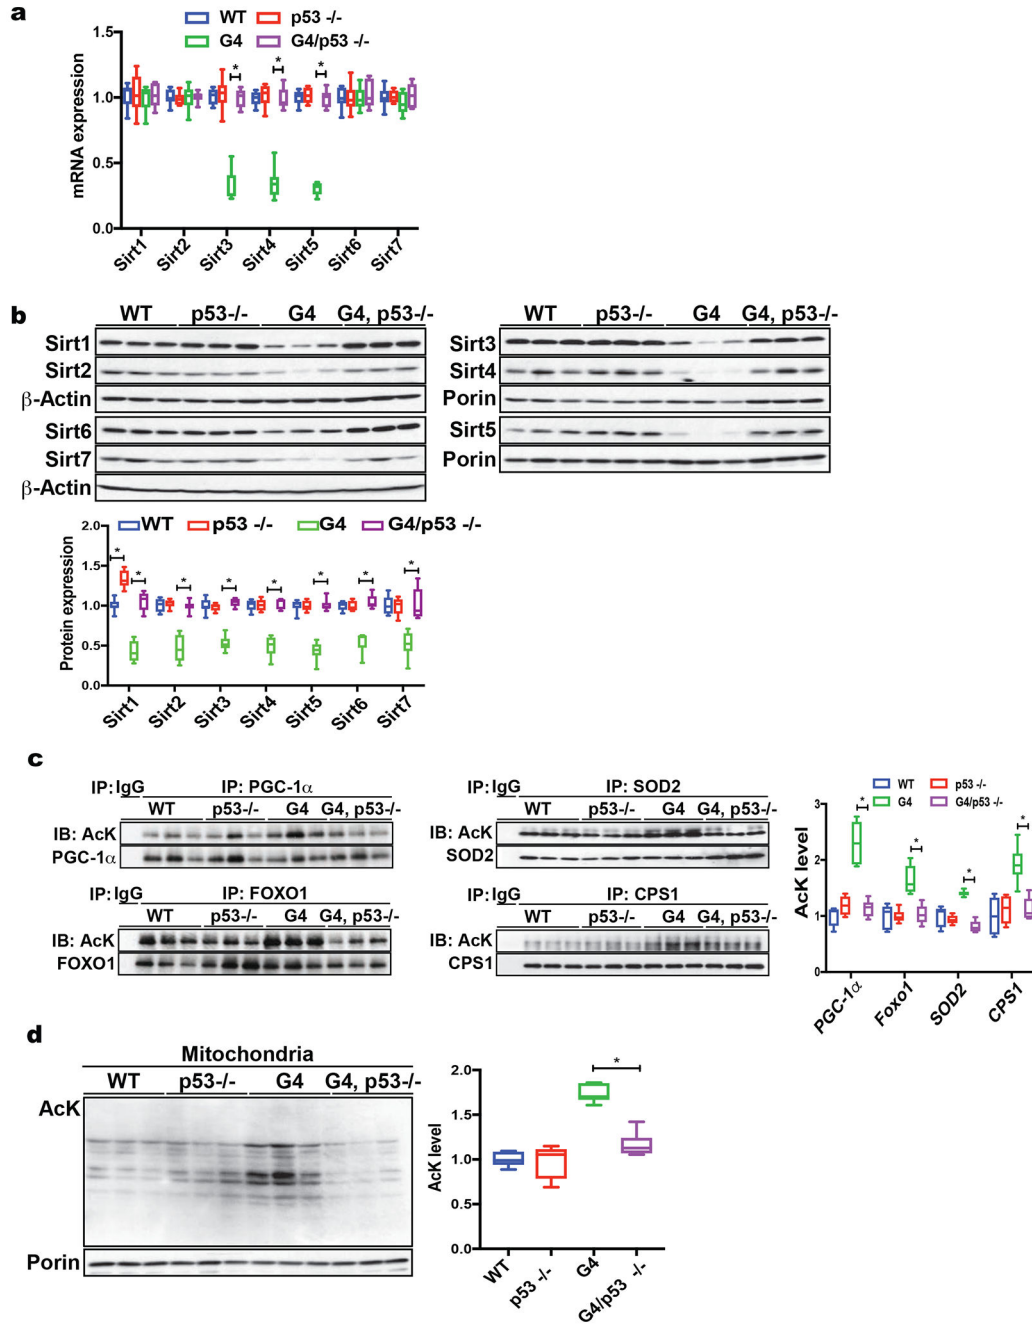 a
WT p53 -/-
G4 G4/p53 -/-
mRNA expression
1.5
1.0
0.5
0.0
* * *
Sirt1 Sirt2 Sirt3 Sirt4 Sirt5 Sirt6 Sirt7
b
WT p53-/- G4 G4, p53-/-
Sirt1
Sirt2
β-Actin
Sirt6
Sirt7
β-Actin
WT p53-/- G4 G4, p53-/-
Sirt3
Sirt4
Porin
Sirt5
Porin
WT p53 -/- G4 G4/p53 -/-
Protein expression
2.0
1.5
1.0
0.5
0.0
* * * * * * * *
Sirt1 Sirt2 Sirt3 Sirt4 Sirt5 Sirt6 Sirt7
c
IP: IgG IP: PGC-1α
WT p53-/- G4 G4, p53-/-
IB: AcK
PGC-1α
IP: IgG IP: FOXO1
WT p53-/- G4 G4, p53-/-
IB: AcK
FOXO1
IP: IgG IP: SOD2
WT p53-/- G4 G4, p53-/-
IB: AcK
SOD2
IP: IgG IP: CPS1
WT p53-/- G4 G4, p53-/-
IB: AcK
CPS1
WT p53 -/-
G4 G4/p53 -/-
AcK level
3
2
1
0
* * * *
PGC-1α Foxo1 SOD2 CPS1
d
Mitochondria
WT p53-/- G4 G4, p53-/-
AcK
Porin
AcK level
2.0
1.5
1.0
0.5
0.0
*
WT p53 -/- G4 G4/p53 -/-